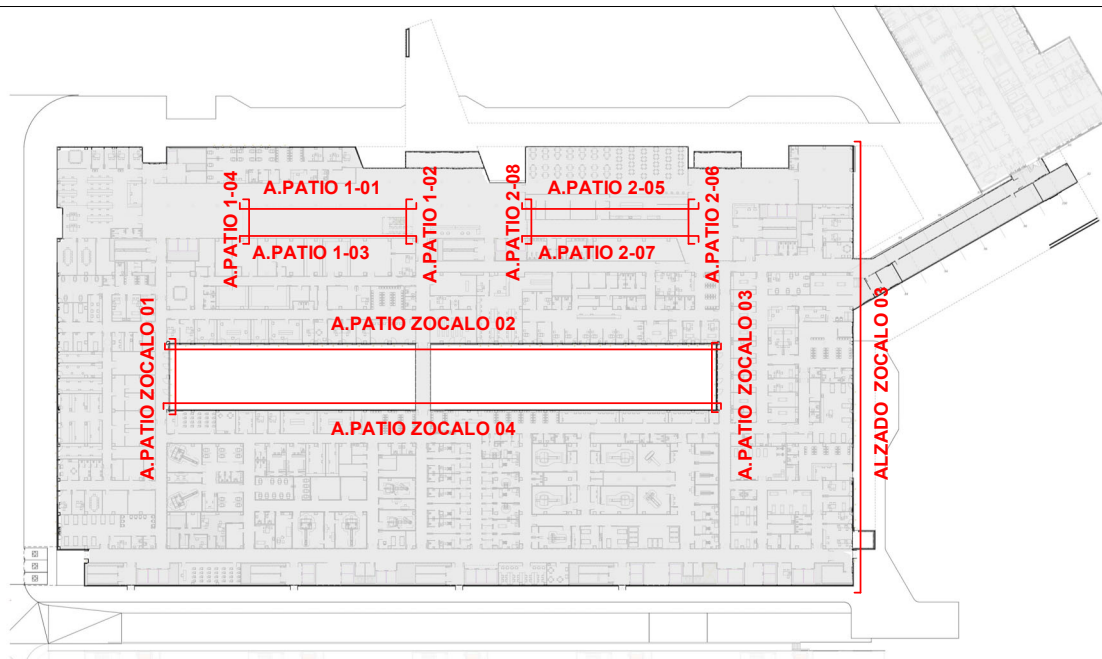 A.PATIO 1-04
A.PATIO 1-01
A.PATIO 1-02
A.PATIO 1-03
A.PATIO 2-08
A.PATIO 2-05
A.PATIO 2-06
A.PATIO 2-07
A.PATIO ZOCALO 01
A.PATIO ZOCALO 02
A.PATIO ZOCALO 03
A.PATIO ZOCALO 04
ALZADO ZOCALO 03